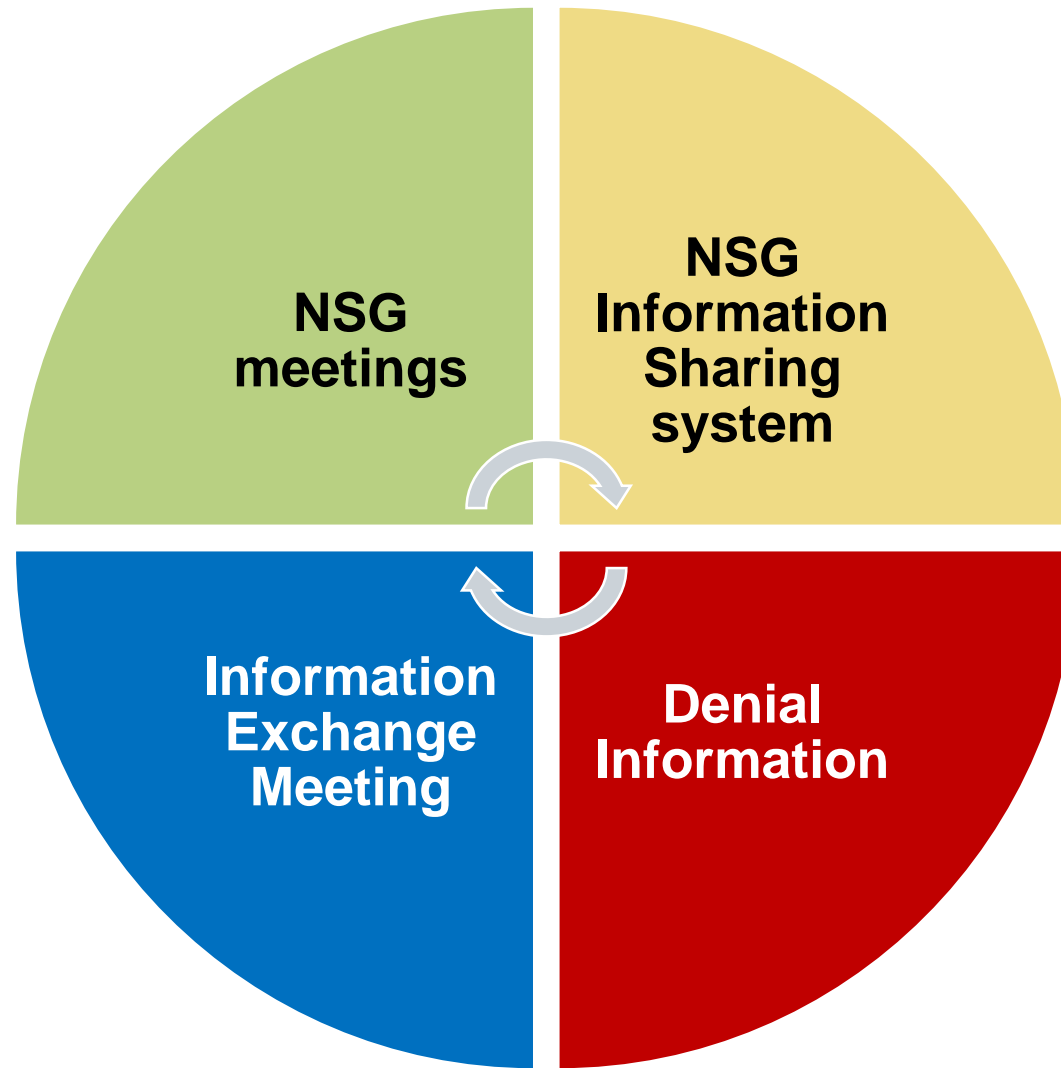 NSG
meetings
NSG
Information
Sharing
system
Information
Exchange
Meeting
Denial
Information